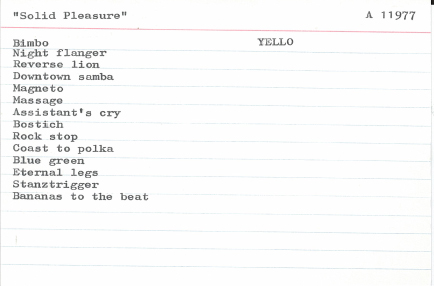 "Solid Pleasure" A 11977
Bimbo YELLO
Night flanger
Reverse lion
Downtown samba
Magneto
Massage
Assistant's cry
Bostich
Rock stop
Coast to polka
Blue green
Eternal legs
Stanztrigger
Bananas to the beat